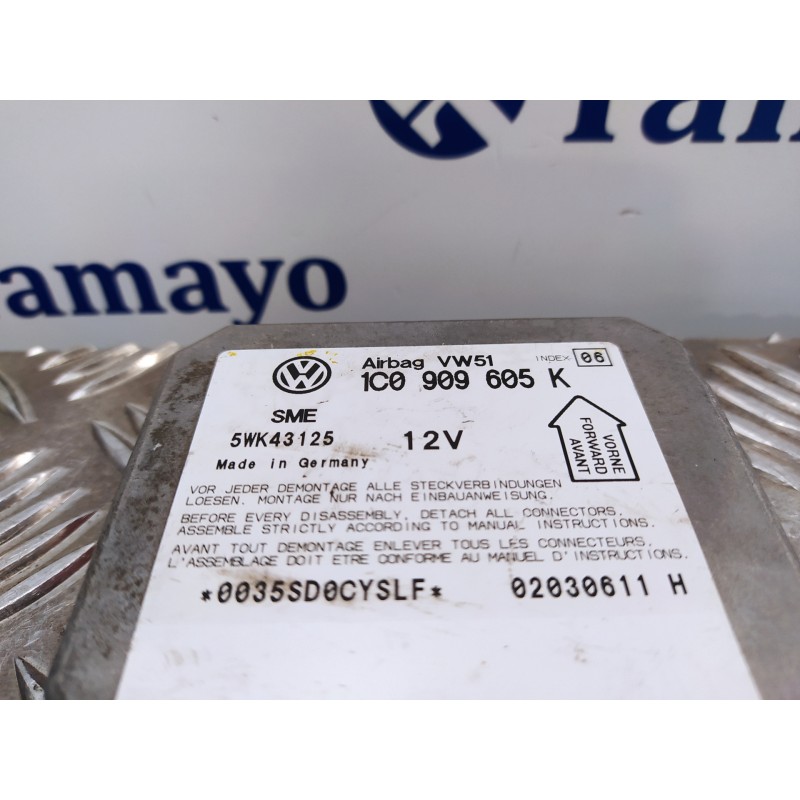 amayo
Airbag VW51
INDEX 06
1C0 909 605 K
SME
5WK43125
12V
VORNE
FORWARD
AVANT
Made in Germany
VOR JEDER DEMONTAGE ALLE STECKVERBINDUNGEN
LOESEN. MONTAGE NUR NACH EINBAUANWEISUNG.
BEFORE EVERY DISASSEMBLY, DETACH ALL CONNECTORS.
ASSEMBLE STRICTLY ACCORDING TO MANUAL INSTRUCTIONS.
AVANT TOUT DEMONTAGE ENLEVER TOUS LES CONNECTEURS.
L'ASSEMBLAGE DOIT ETRE CONFORME AU MANUEL D'INSTRUCTIONS.
*0035SD0CYSLF*
02030611 H